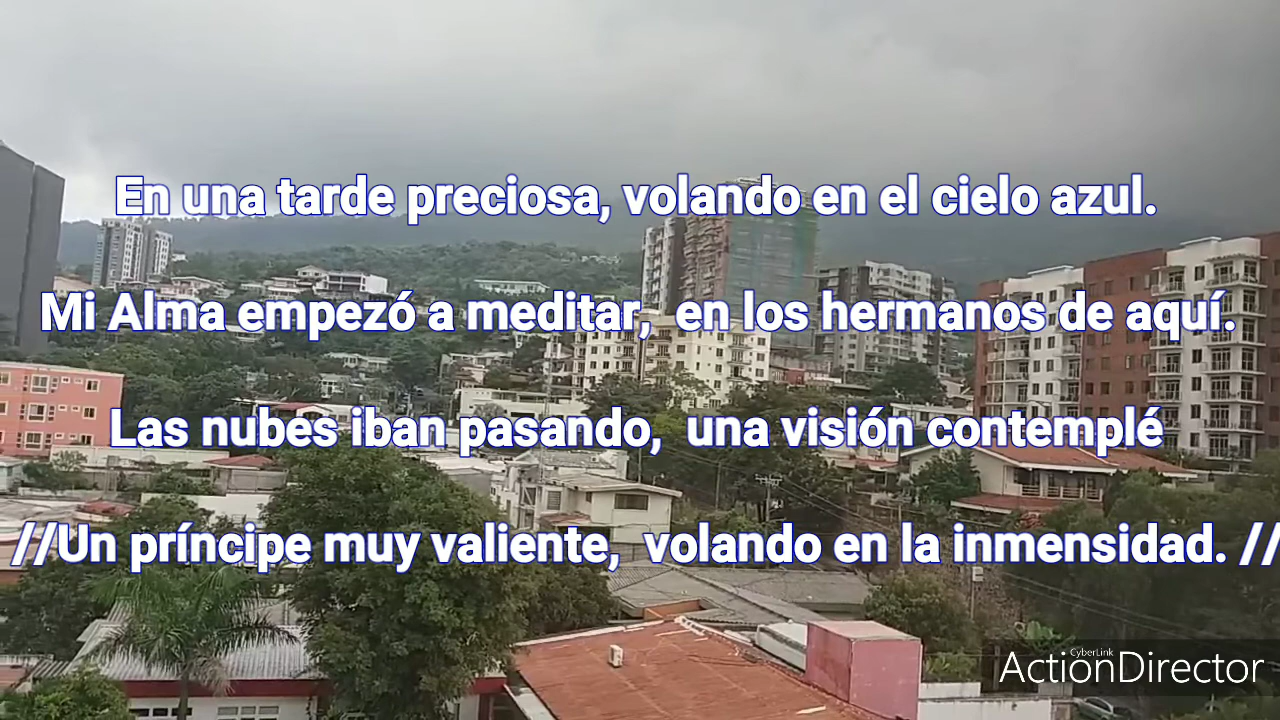 En una tarde preciosa, volando en el cielo azul.
Mi Alma empezó a meditar, en los hermanos de aquí.
Las nubes iban pasando, una visión contemplé
//Un príncipe muy valiente, volando en la inmensidad. //
CyberLink
ActionDirector